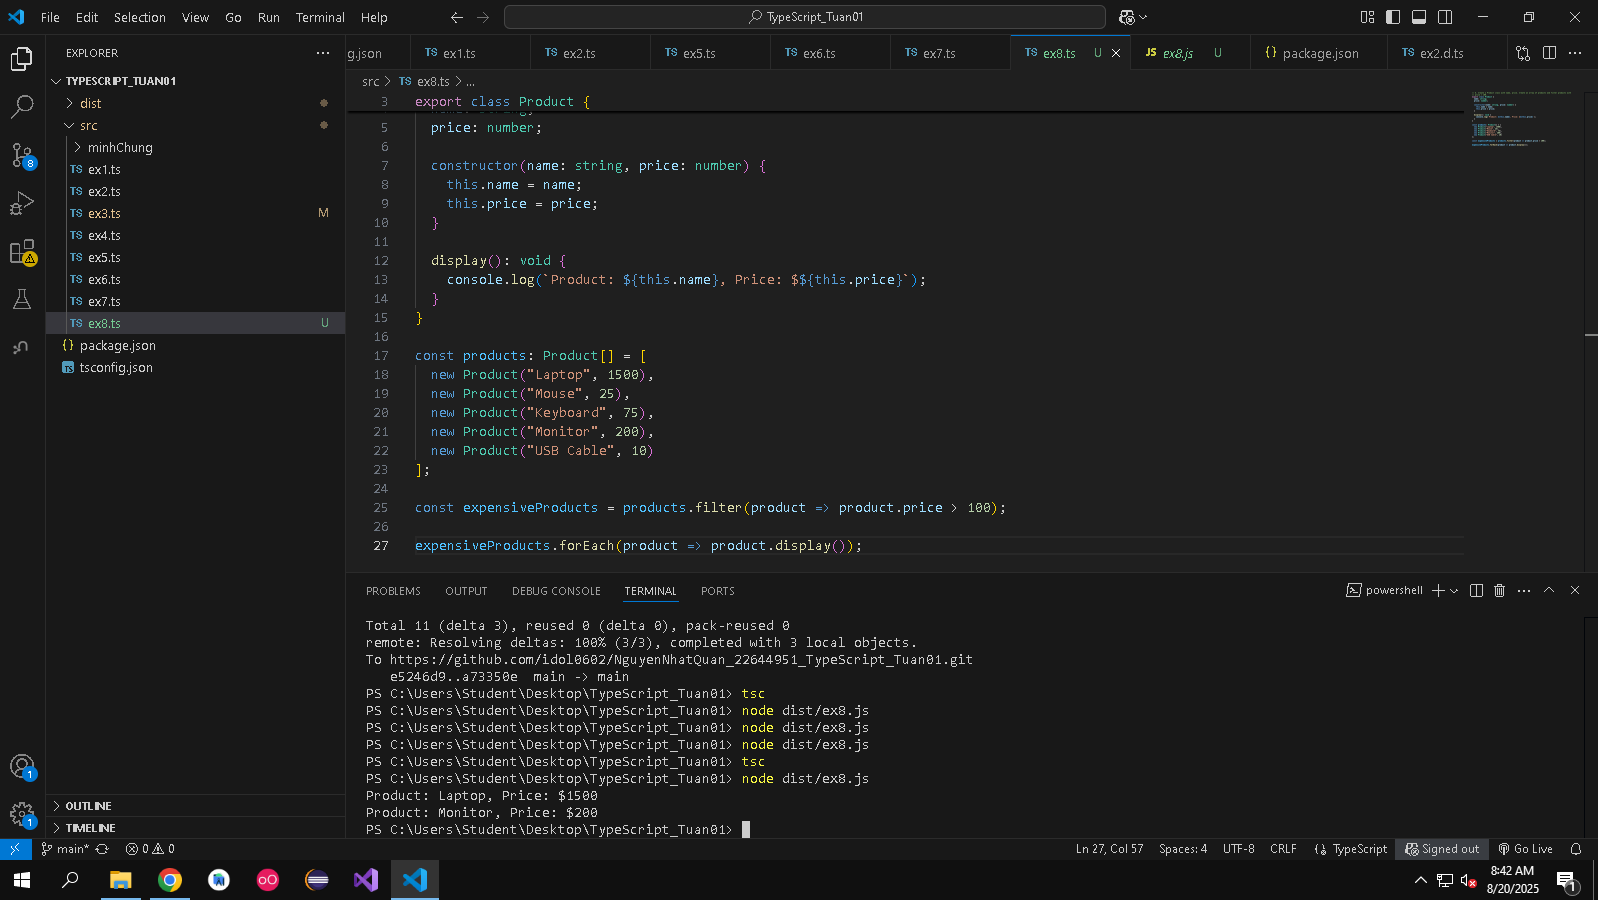 File Edit Selection View Go Run Terminal Help
TypeScript_Tuan01
EXPLORER
TYPESCRIPT_TUAN01
dist
src
minhChung
ex1.ts
ex2.ts
ex3.ts M
ex4.ts
ex5.ts
ex6.ts
ex7.ts
ex8.ts U
package.json
tsconfig.json
OUTLINE
TIMELINE
g.json
TS ex1.ts
TS ex2.ts
TS ex5.ts
TS ex6.ts
TS ex7.ts
TS ex8.ts U
JS ex8.js U
{} package.json
TS ex2.d.ts
src > TS ex8.ts > ...
3 export class Product {
5 price: number;
6
7 constructor(name: string, price: number) {
8 this.name = name;
9 this.price = price;
10 }
11
12 display(): void {
13 console.log(`Product: ${this.name}, Price: $${this.price}`);
14 }
15 }
16
17 const products: Product[] = [
18 new Product("Laptop", 1500),
19 new Product("Mouse", 25),
20 new Product("Keyboard", 75),
21 new Product("Monitor", 200),
22 new Product("USB Cable", 10)
23 ];
24
25 const expensiveProducts = products.filter(product => product.price > 100);
26
27 expensiveProducts.forEach(product => product.display());
PROBLEMS OUTPUT DEBUG CONSOLE TERMINAL PORTS
powershell
Total 11 (delta 3), reused 0 (delta 0), pack-reused 0
remote: Resolving deltas: 100% (3/3), completed with 3 local objects.
To https://github.com/idol0602/NguyenNhatQuan_22644951_TypeScript_Tuan01.git
e5246d9..a73350e main -> main
PS C:\Users\Student\Desktop\TypeScript_Tuan01> tsc
PS C:\Users\Student\Desktop\TypeScript_Tuan01> node dist/ex8.js
PS C:\Users\Student\Desktop\TypeScript_Tuan01> node dist/ex8.js
PS C:\Users\Student\Desktop\TypeScript_Tuan01> node dist/ex8.js
PS C:\Users\Student\Desktop\TypeScript_Tuan01> tsc
PS C:\Users\Student\Desktop\TypeScript_Tuan01> node dist/ex8.js
Product: Laptop, Price: $1500
Product: Monitor, Price: $200
PS C:\Users\Student\Desktop\TypeScript_Tuan01>
main* 0 0
Ln 27, Col 57 Spaces: 4 UTF-8 CRLF {} TypeScript Signed out Go Live
8:42 AM
8/20/2025